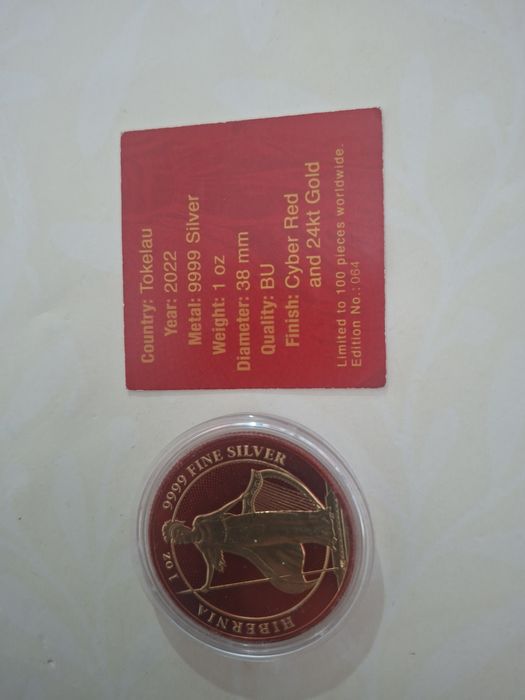 Country: Tokelau
Year: 2022
Metal: 9999 Silver
Weight: 1 oz
Diameter: 38 mm
Quality: BU
Finish: Cyber Red
and 24kt Gold
Limited to 100 pieces worldwide.
Edition No.: 064
1 oz 9999 FINE SILVER
HIBERNIA